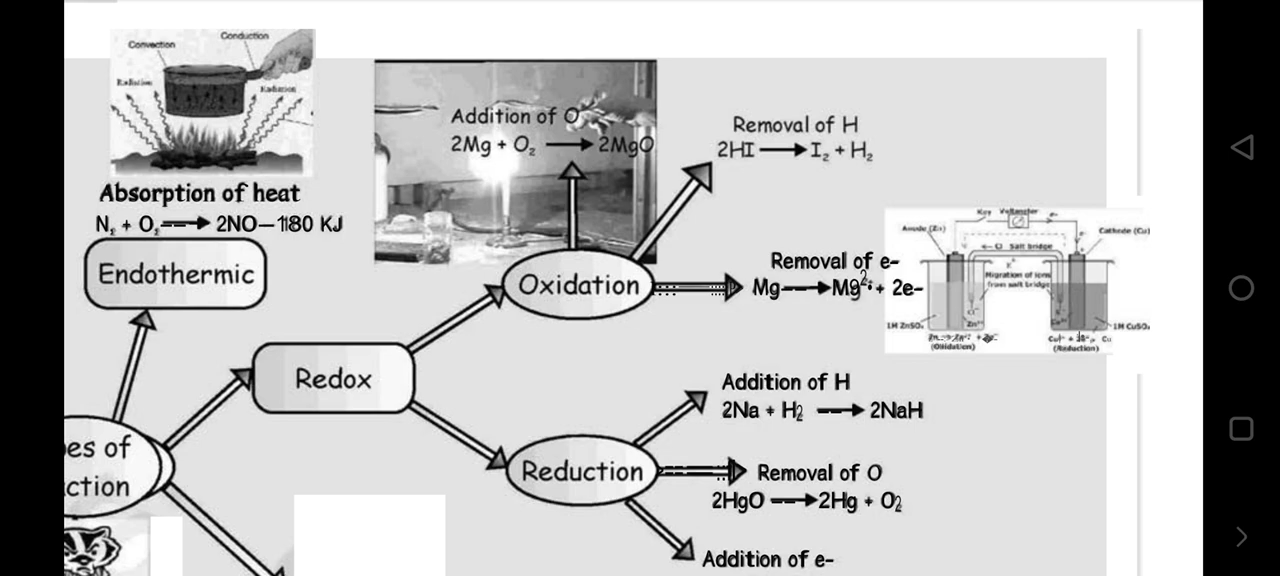 Convection
Conduction
Radiation
Radiation
Absorption of heat
N₂ + O₂ → 2NO – 1180 KJ
Endothermic
Addition of O
2Mg + O₂ → 2MgO
Removal of H
2HI → I₂ + H₂
Oxidation
Removal of e-
Mg → Mg²⁺ + 2e-
Key
Voltmeter
e-
Anode (Zn)
Cathode (Cu)
Salt bridge
Migration of ions
from salt bridge
1M ZnSO₄
1M CuSO₄
(Oxidation)
(Reduction)
Redox
Addition of H
2Na + H₂ → 2NaH
es of
ction
Reduction
Removal of O
2HgO → 2Hg + O₂
Addition of e-